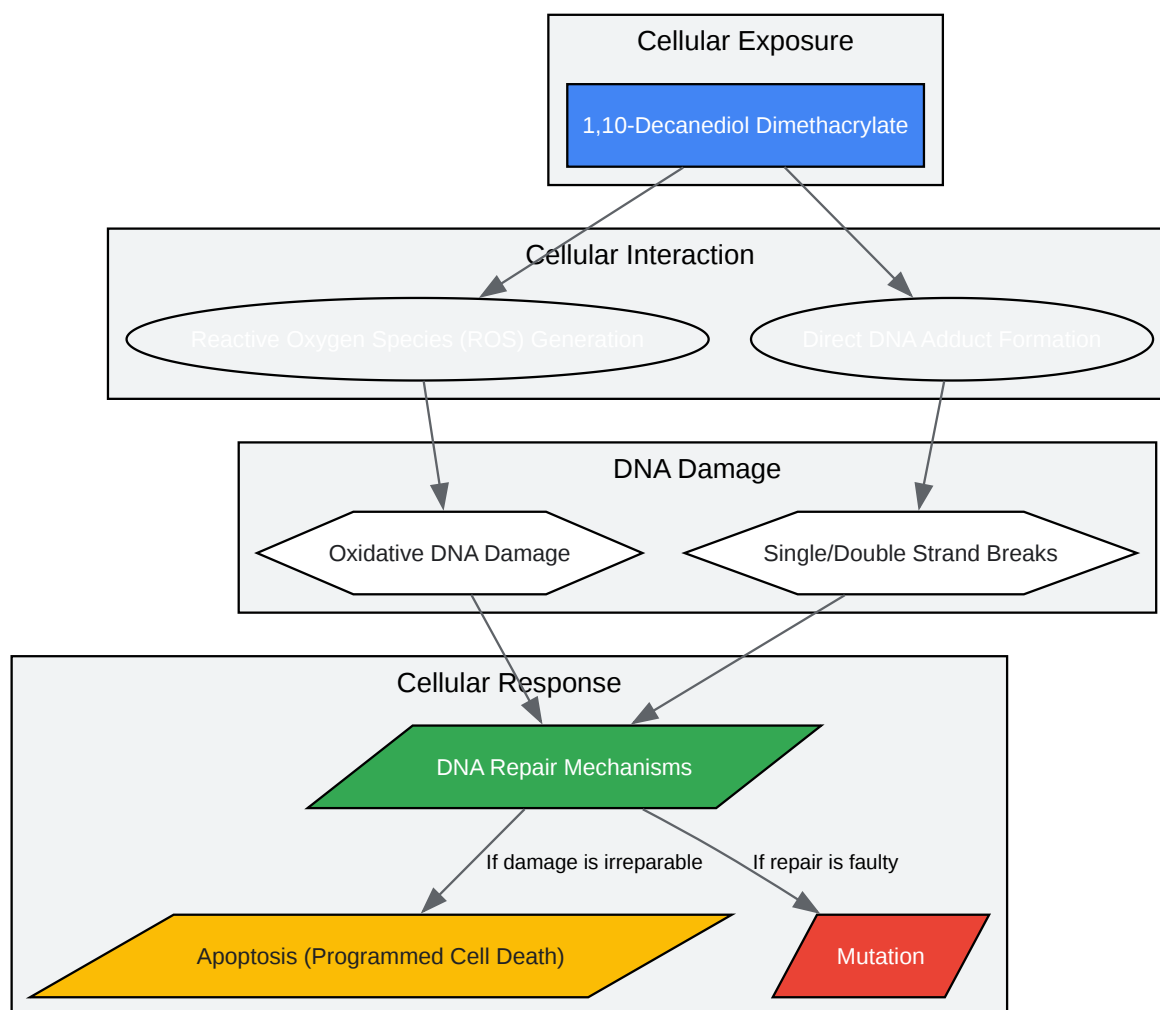 Cellular Exposure
1,10-Decanediol Dimethacrylate
Cellular Interaction
Reactive Oxygen Species (ROS) Generation
Direct DNA Adduct Formation
DNA Damage
Oxidative DNA Damage
Single/Double Strand Breaks
Cellular Response
DNA Repair Mechanisms
If damage is irreparable
If repair is faulty
Apoptosis (Programmed Cell Death)
Mutation